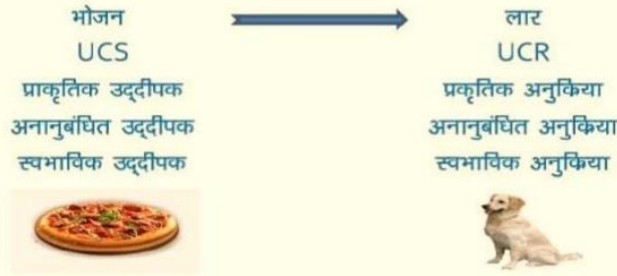 भोजन लार
UCS UCR
प्राकृतिक उद्दीपक प्रकृतिक अनुकिया
अनानुबंधित उद्दीपक अनानुबंधित अनुकिया
स्वभाविक उद्दीपक स्वभाविक अनुकिया